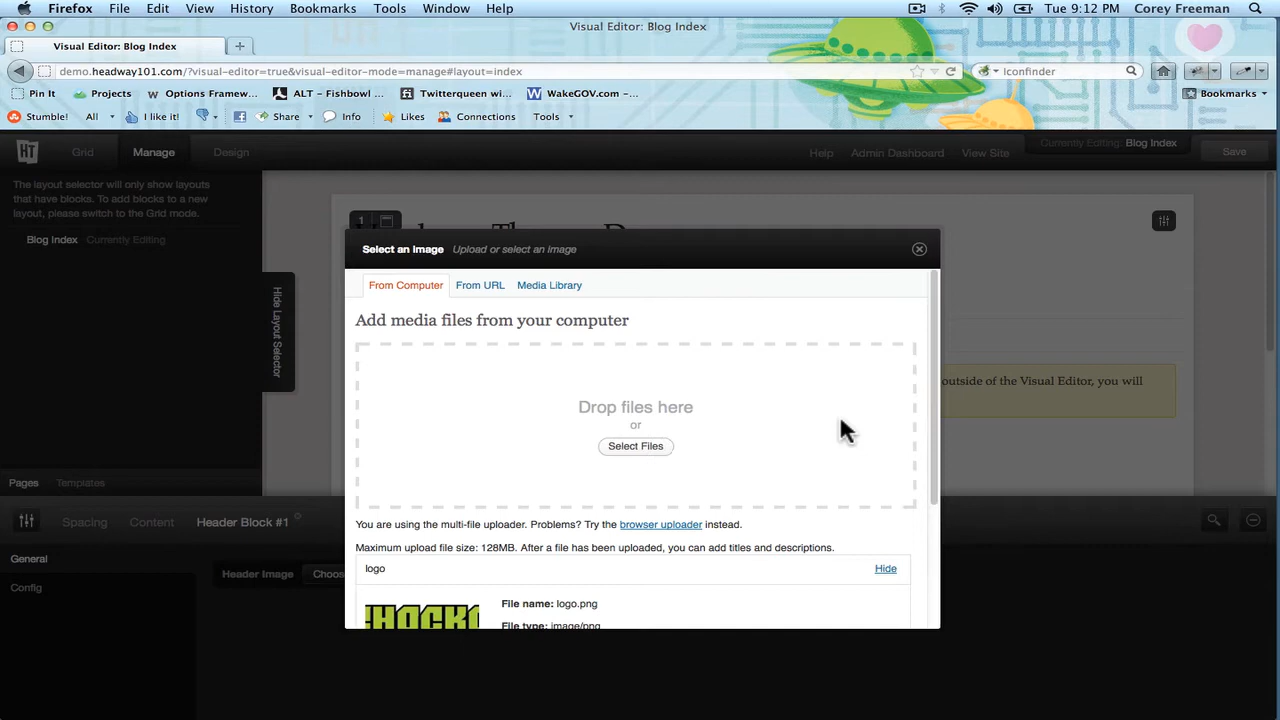 Firefox File Edit View History Bookmarks Tools Window Help Tue 9:12 PM Corey Freeman
Visual Editor: Blog Index
Visual Editor: Blog Index
demo.headway101.com/?visual-editor=true&visual-editor-mode=manage#layout=index
Iconfinder
Pin It Projects Options Framew... ALT - Fishbowl ... Twitterqueen wi... WakeGOV.com -... Bookmarks
Stumble! All I like it! Share Info Likes Connections Tools
HT Grid Manage Design Help Admin Dashboard View Site Currently Editing: Blog Index Save
The layout selector will only show layouts
that have blocks. To add blocks to a new
layout, please switch to the Grid mode.
Blog Index Currently Editing
Hide Layout Selector
1
Select an Image Upload or select an image
From Computer From URL Media Library
Add media files from your computer
Drop files here
or
Select Files
outside of the Visual Editor, you will
You are using the multi-file uploader. Problems? Try the browser uploader instead.
Maximum upload file size: 128MB. After a file has been uploaded, you can add titles and descriptions.
logo Hide
File name: logo.png
File type: image/png
Pages Templates
Spacing Content Header Block #1
General
Config
Header Image Choos